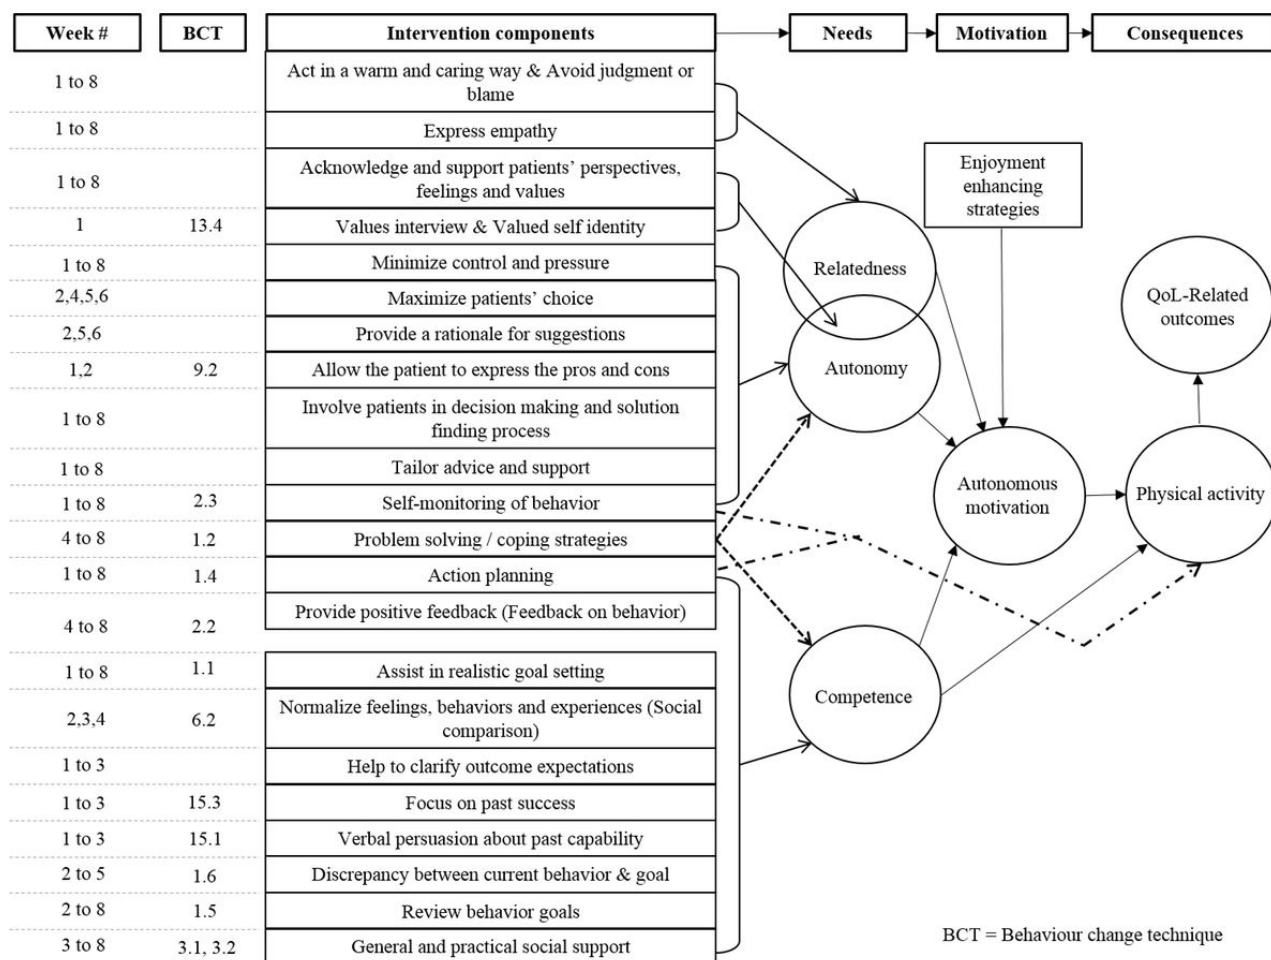 Week #
BCT
Intervention components
Needs
Motivation
Consequences
1 to 8
Act in a warm and caring way & Avoid judgment or
blame
1 to 8
Express empathy
1 to 8
Acknowledge and support patients’ perspectives,
feelings and values
1
13.4
Values interview & Valued self identity
1 to 8
Minimize control and pressure
2,4,5,6
Maximize patients’ choice
2,5,6
Provide a rationale for suggestions
1,2
9.2
Allow the patient to express the pros and cons
1 to 8
Involve patients in decision making and solution
finding process
1 to 8
Tailor advice and support
1 to 8
2.3
Self-monitoring of behavior
4 to 8
1.2
Problem solving / coping strategies
1 to 8
1.4
Action planning
4 to 8
2.2
Provide positive feedback (Feedback on behavior)
1 to 8
1.1
Assist in realistic goal setting
2,3,4
6.2
Normalize feelings, behaviors and experiences (Social
comparison)
1 to 3
Help to clarify outcome expectations
1 to 3
15.3
Focus on past success
1 to 3
15.1
Verbal persuasion about past capability
2 to 5
1.6
Discrepancy between current behavior & goal
2 to 8
1.5
Review behavior goals
3 to 8
3.1, 3.2
General and practical social support
Relatedness
Autonomy
Competence
Enjoyment
enhancing
strategies
Autonomous
motivation
QoL-Related
outcomes
Physical activity
BCT = Behaviour change technique